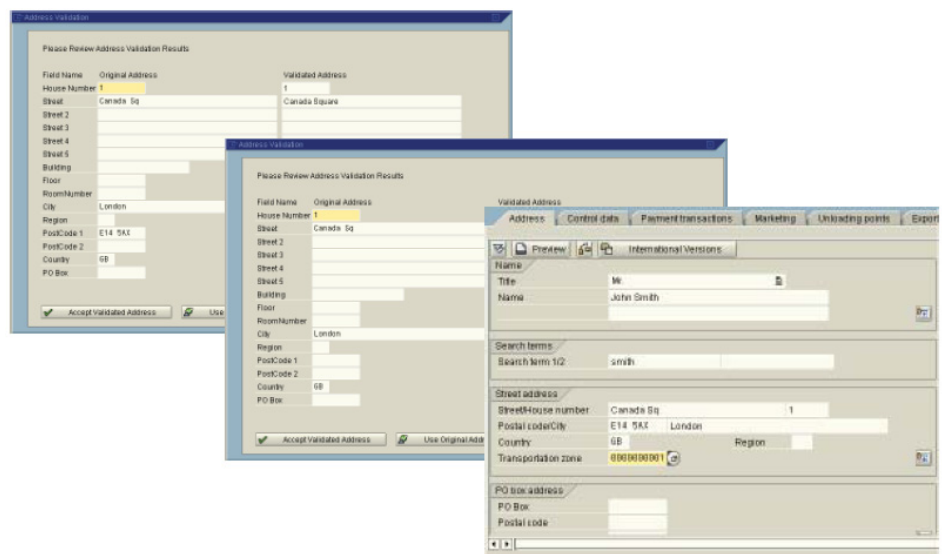 Address Validation
Please Review Address Validation Results
Field Name Original Address Validated Address
House Number 1 1
Street Canada Sq Canada Square
Street 2
Street 3
Street 4
Street 5
Building
Floor
RoomNumber
City London
Region
PostCode 1 E14 5AX
PostCode 2
Country GB
PO Box
Accept Validated Address Use
Address Validation
Please Review Address Validation Results
Field Name Original Address Validated Address
House Number 1
Street Canada Sq
Street 2
Street 3
Street 4
Street 5
Building
Floor
RoomNumber
City London
Region
PostCode 1
PostCode 2
Country GB
PO Box
Accept Validated Address Use Original Addr
Address Control data Payment transactions Marketing Unloading points Export
Preview International Versions
Name
Title Mr.
Name John Smith
Search terms
Search term 1/2 smith
Street address
Street/House number Canada Sq 1
Postal code/City E14 5AX London
Country GB Region
Transportation zone 0000000001
PO box address
PO Box
Postal code